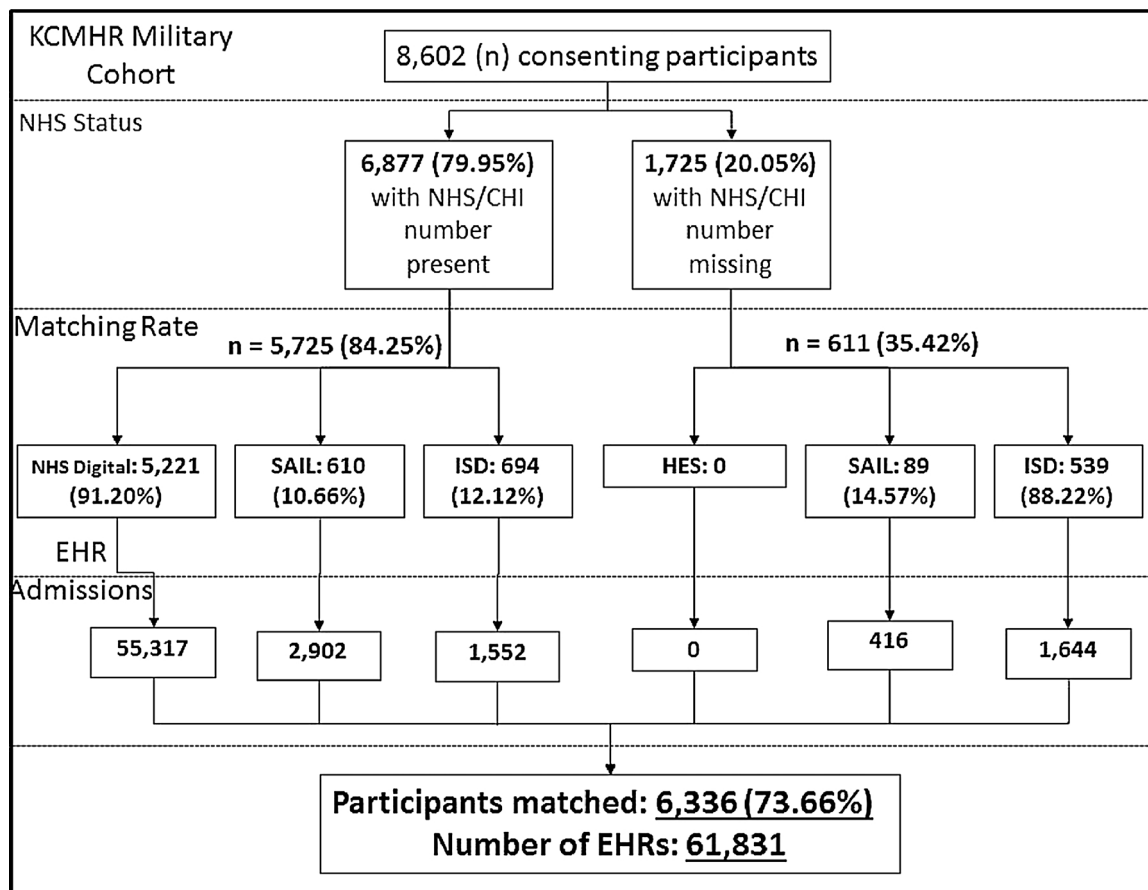 KCMHR Military
Cohort
8,602 (n) consenting participants
NHS Status
6,877 (79.95%)
with NHS/CHI
number
present
1,725 (20.05%)
with NHS/CHI
number
missing
Matching Rate
n = 5,725 (84.25%)
n = 611 (35.42%)
NHS Digital: 5,221
(91.20%)
SAIL: 610
(10.66%)
ISD: 694
(12.12%)
HES: 0
SAIL: 89
(14.57%)
ISD: 539
(88.22%)
EHR
Admissions
55,317
2,902
1,552
0
416
1,644
Participants matched: 6,336 (73.66%)
Number of EHRs: 61,831